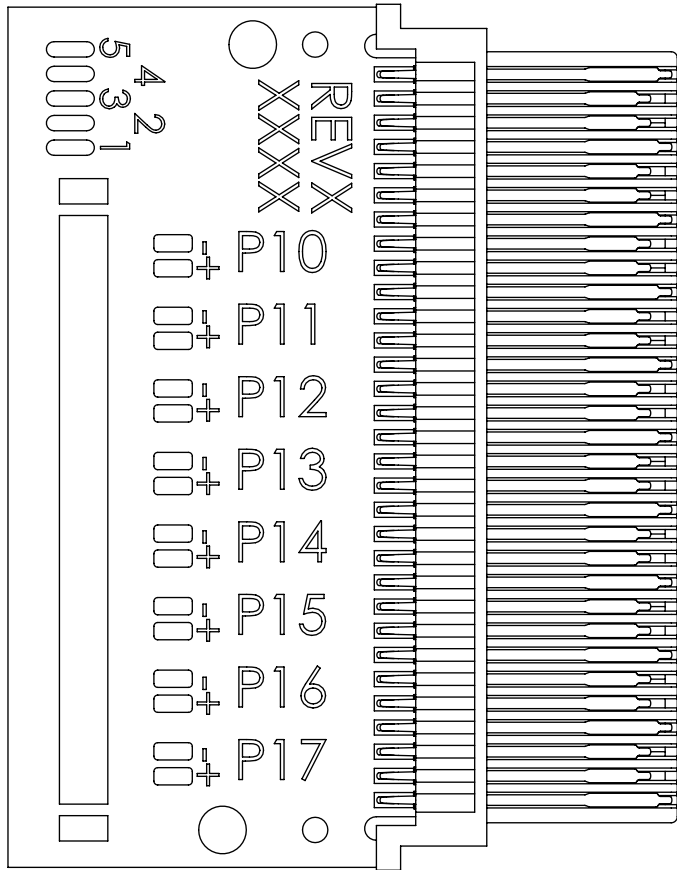 5
4
3
2
1
REVX
XXXX
- + P10
- + P11
- + P12
- + P13
- + P14
- + P15
- + P16
- + P17